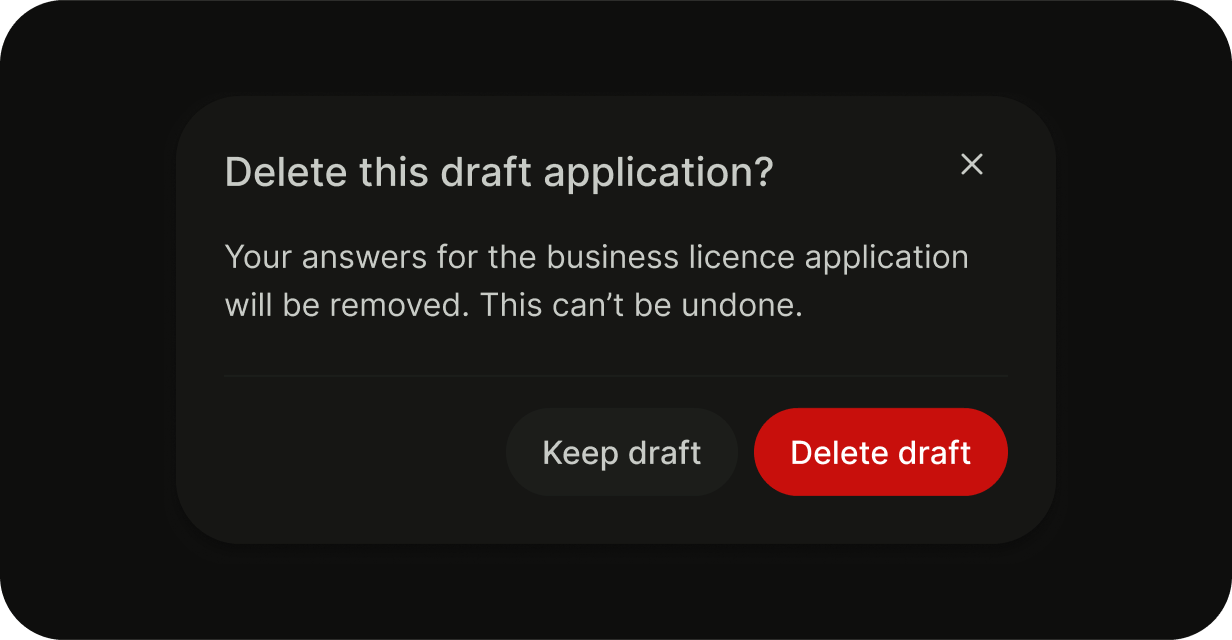 Delete this draft application?
Your answers for the business licence application
will be removed. This can’t be undone.
Keep draft
Delete draft